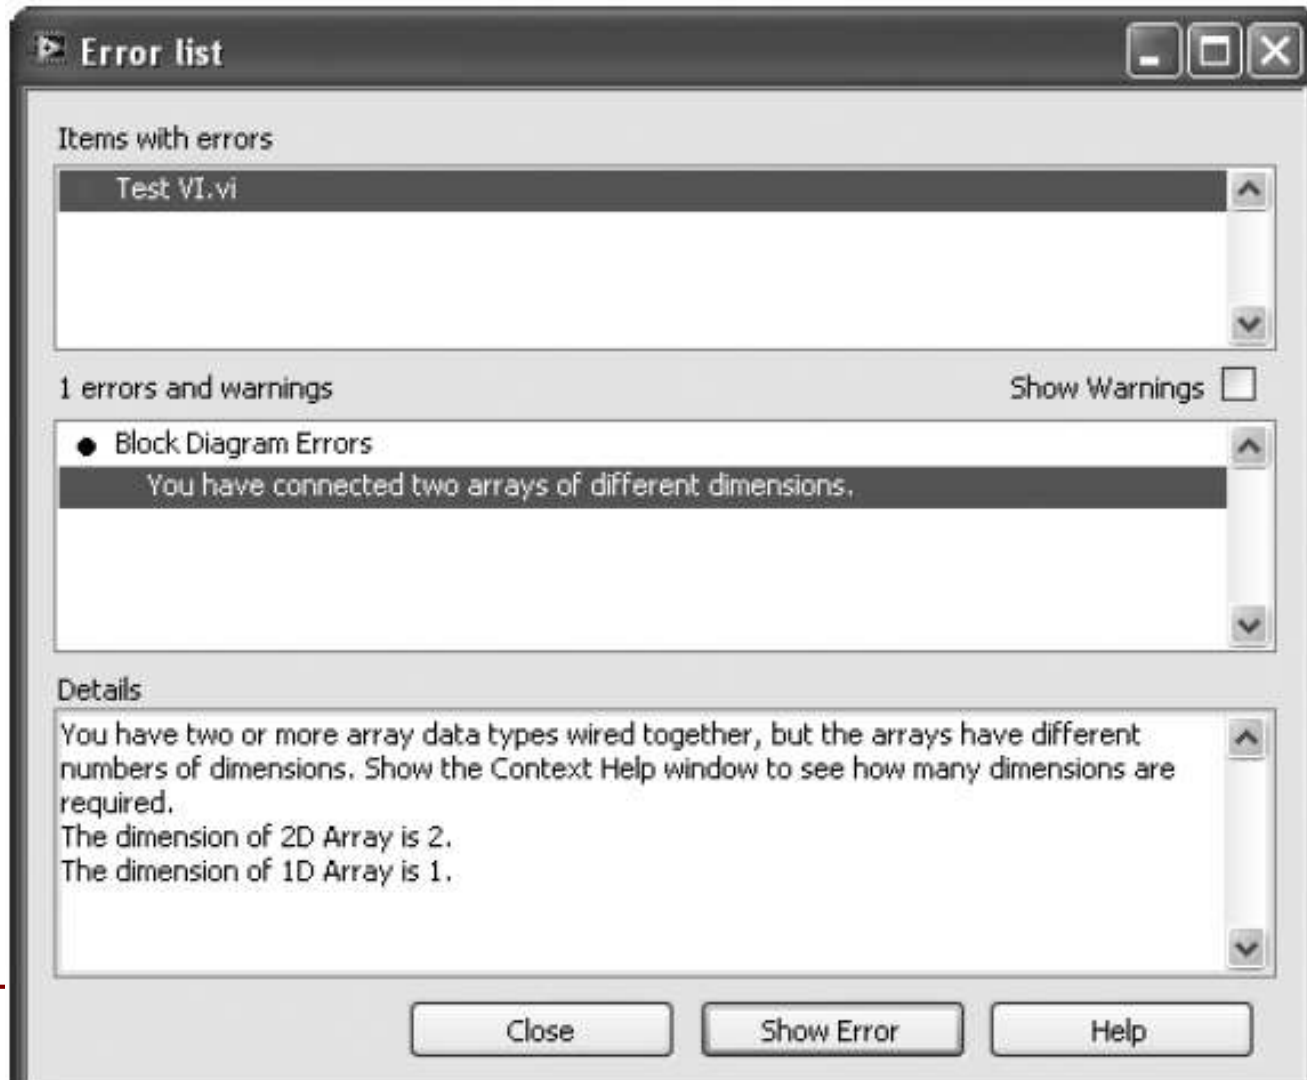 Error list
Items with errors
Test VI.vi
1 errors and warnings
Show Warnings
Block Diagram Errors
You have connected two arrays of different dimensions.
Details
You have two or more array data types wired together, but the arrays have different
numbers of dimensions. Show the Context Help window to see how many dimensions are
required.
The dimension of 2D Array is 2.
The dimension of 1D Array is 1.
Close
Show Error
Help